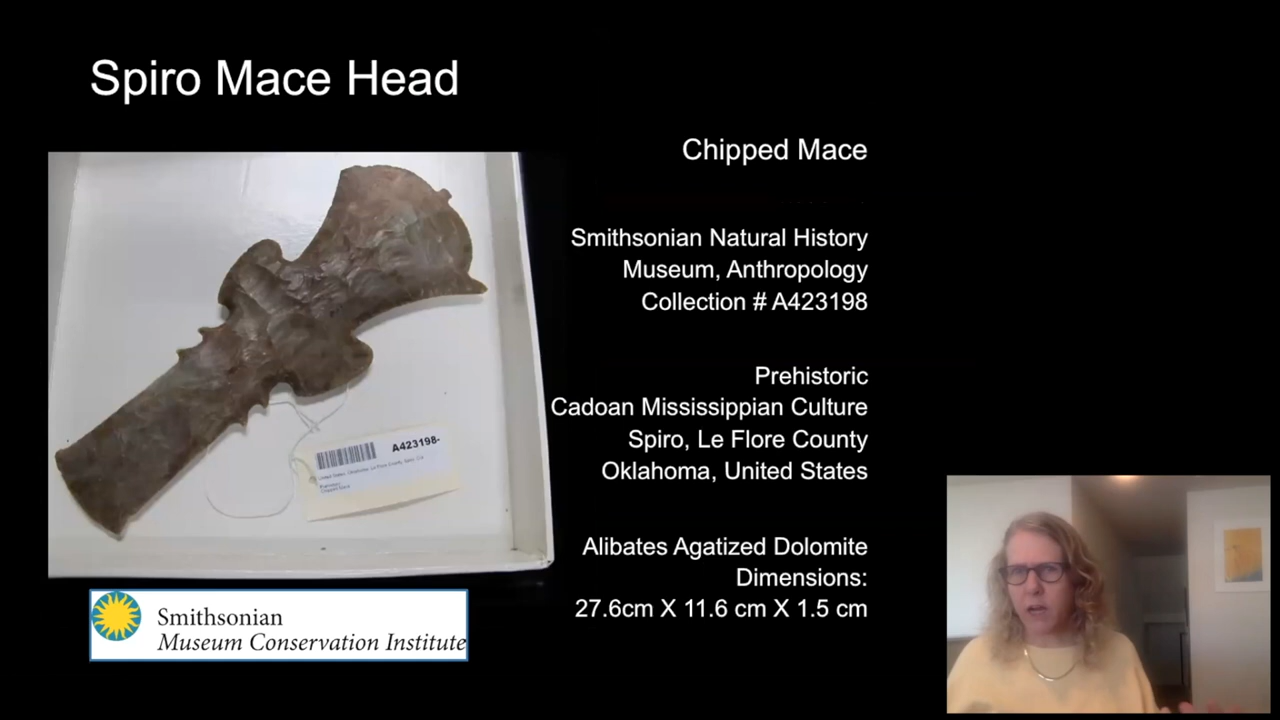 Spiro Mace Head
Chipped Mace
Smithsonian Natural History
Museum, Anthropology
Collection # A423198
Prehistoric
Cadoan Mississippian Culture
Spiro, Le Flore County
Oklahoma, United States
Alibates Agatized Dolomite
Dimensions:
27.6cm X 11.6 cm X 1.5 cm
A423198-
Smithsonian
Museum Conservation Institute